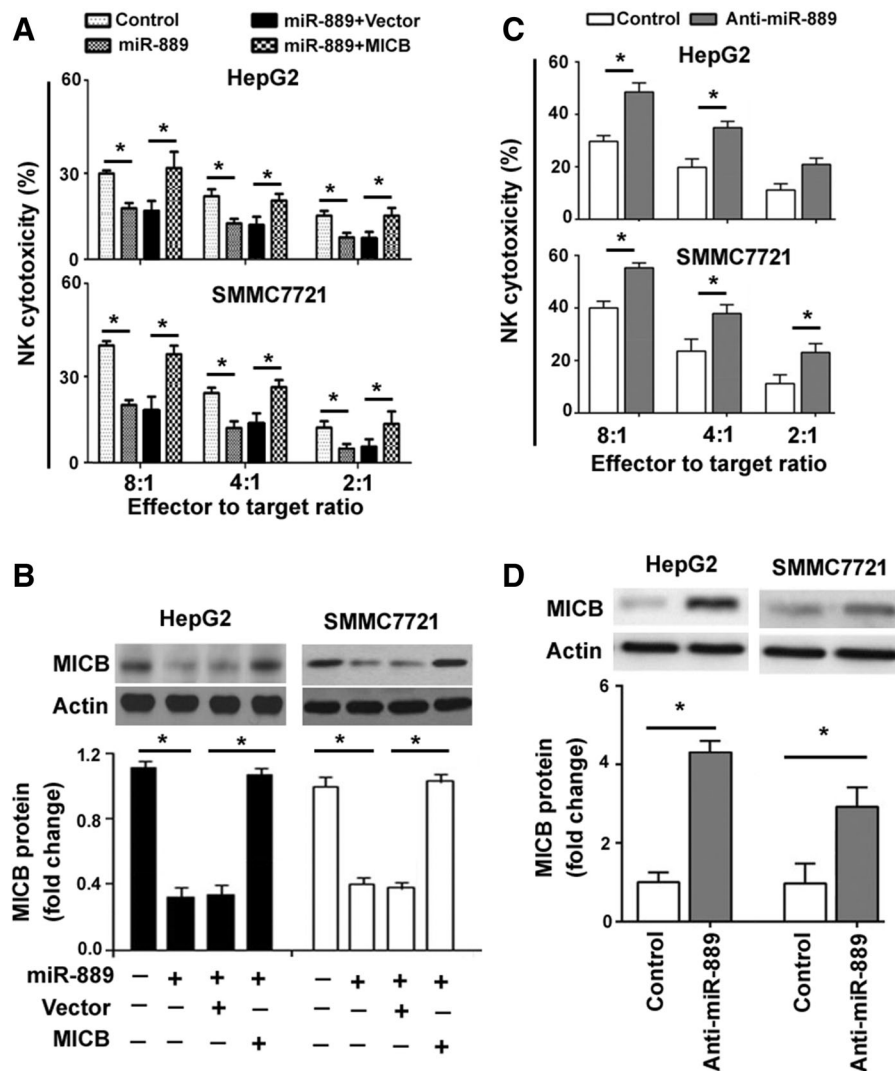 A
Control
miR-889+Vector
miR-889
miR-889+MICB
HepG2
NK cytotoxicity (%)
60
30
0
* * * * * *
SMMC7721
60
30
0
* * * * * *
8:1 4:1 2:1
Effector to target ratio
C
Control Anti-miR-889
HepG2
NK cytotoxicity (%)
60
40
20
0
* *
SMMC7721
60
40
20
0
* * *
8:1 4:1 2:1
Effector to target ratio
B
HepG2 SMMC7721
MICB
Actin
MICB protein
(fold change)
1.2
0.8
0.4
0.0
* * * *
miR-889 – + + + – + + +
Vector – – + – – – + –
MICB – – – + – – – +
D
HepG2 SMMC7721
MICB
Actin
MICB protein
(fold change)
6
4
2
0
* *
Control
Anti-miR-889
Control
Anti-miR-889